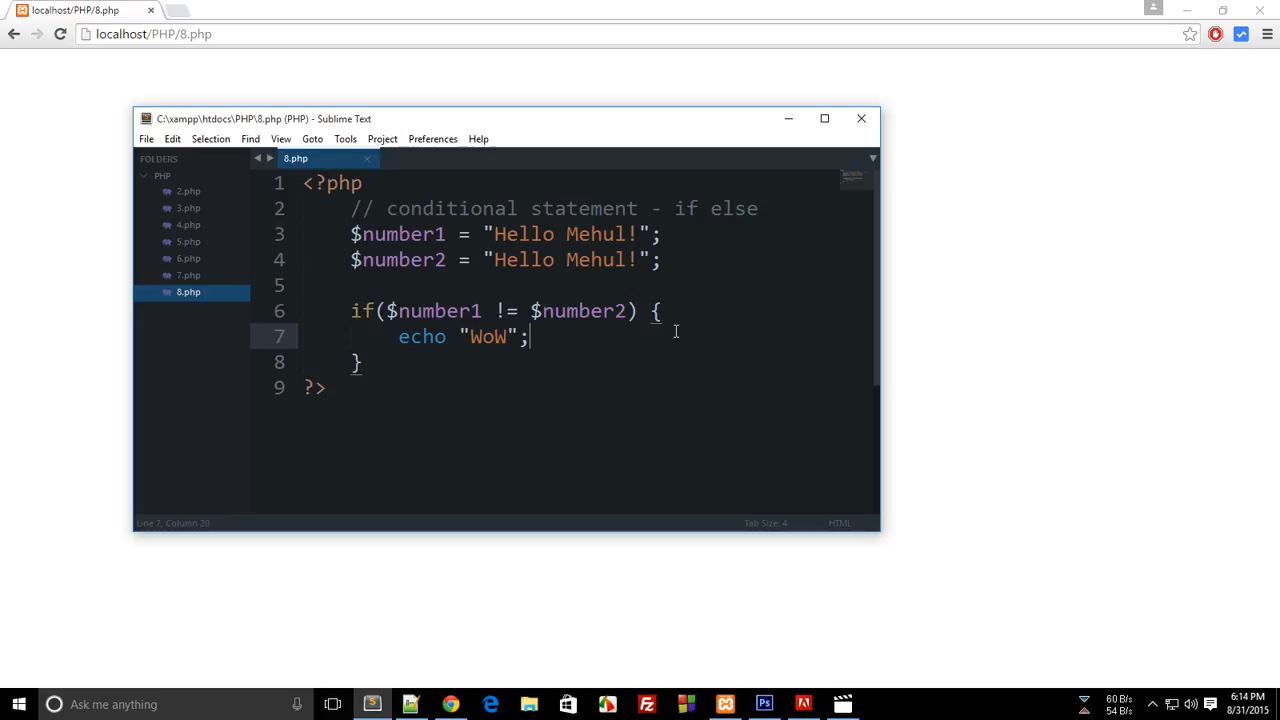 localhost/PHP/8.php
localhost/PHP/8.php
C:\xampp\htdocs\PHP\8.php (PHP) - Sublime Text
File Edit Selection Find View Goto Tools Project Preferences Help
FOLDERS
PHP
2.php
3.php
4.php
5.php
6.php
7.php
8.php
8.php
1 <?php
2 // conditional statement - if else
3 $number1 = "Hello Mehul!";
4 $number2 = "Hello Mehul!";
5
6 if($number1 != $number2) {
7 echo "WoW";
8 }
9 ?>
Line 7, Column 20 Tab Size: 4 HTML
Ask me anything
60 B/s
54 B/s
6:14 PM
8/31/2015